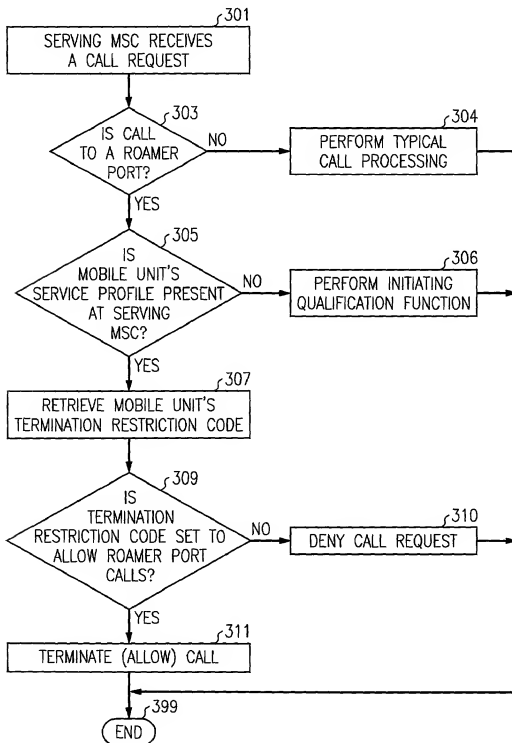 301
SERVING MSC RECEIVES
A CALL REQUEST
303
IS CALL
TO A ROAMER
PORT?
NO
304
PERFORM TYPICAL
CALL PROCESSING
YES
305
IS
MOBILE UNIT'S
SERVICE PROFILE PRESENT
AT SERVING
MSC?
NO
306
PERFORM INITIATING
QUALIFICATION FUNCTION
YES
307
RETRIEVE MOBILE UNIT'S
TERMINATION RESTRICTION CODE
309
IS
TERMINATION
RESTRICTION CODE SET TO
ALLOW ROAMER PORT
CALLS?
NO
310
DENY CALL REQUEST
YES
311
TERMINATE (ALLOW) CALL
399
END